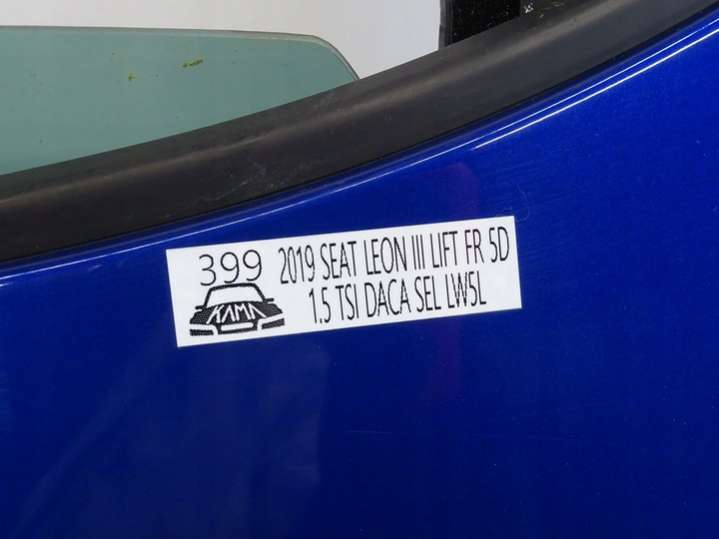 399
KAMA
2019 SEAT LEON III LIFT FR 5D
1.5 TSI DACA SEL LW5L